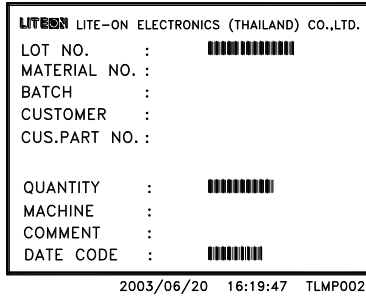 LITEON LITE-ON ELECTRONICS (THAILAND) CO.,LTD.
LOT NO. :
MATERIAL NO. :
BATCH :
CUSTOMER :
CUS.PART NO. :
QUANTITY :
MACHINE :
COMMENT :
DATE CODE :
2003/06/20 16:19:47 TLMP002